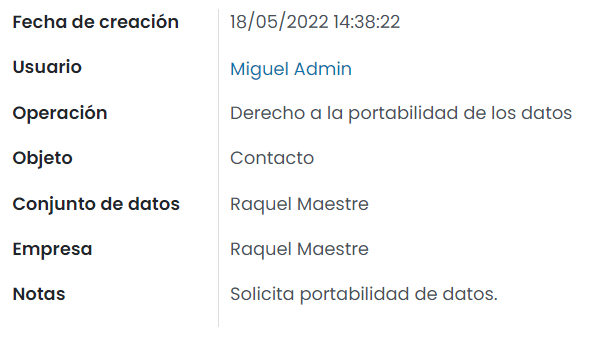 Fecha de creación 18/05/2022 14:38:22
Usuario Miguel Admin
Operación Derecho a la portabilidad de los datos
Objeto Contacto
Conjunto de datos Raquel Maestre
Empresa Raquel Maestre
Notas Solicita portabilidad de datos.